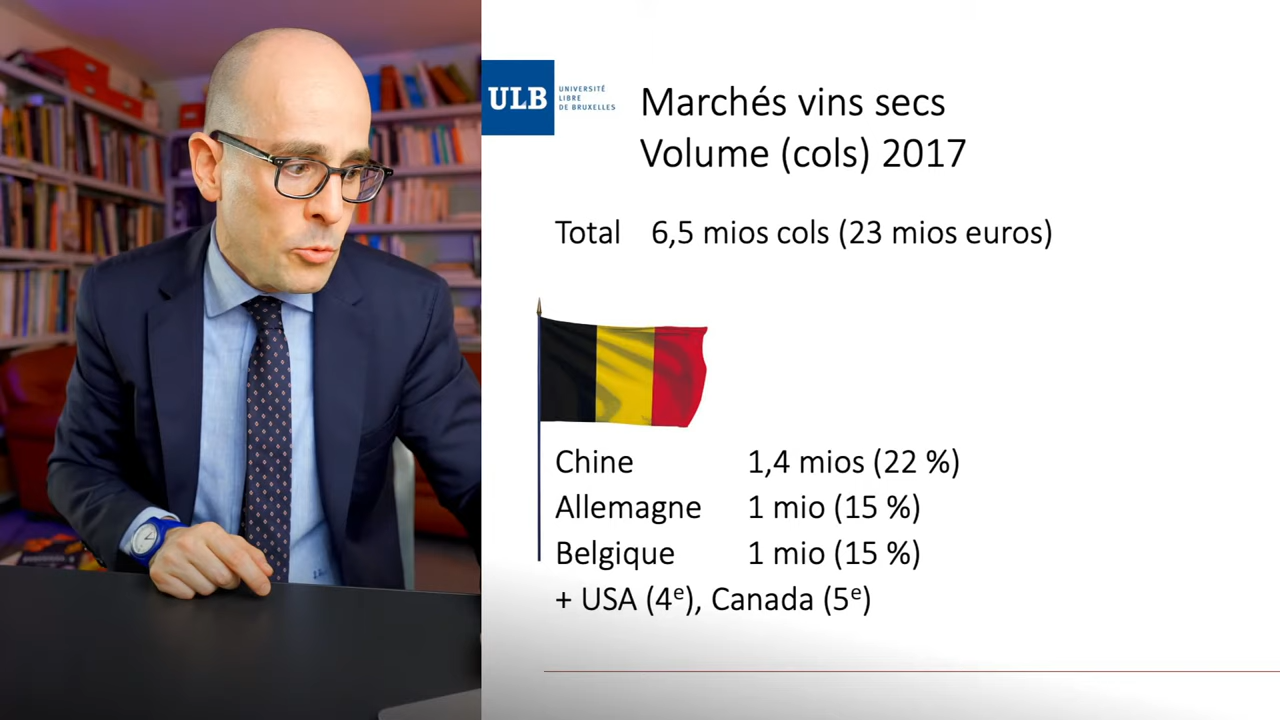 ULB
UNIVERSITÉ
LIBRE
DE BRUXELLES
Marchés vins secs
Volume (cols) 2017
Total 6,5 mios cols (23 mios euros)
Chine 1,4 mios (22 %)
Allemagne 1 mio (15 %)
Belgique 1 mio (15 %)
+ USA (4ᵉ), Canada (5ᵉ)